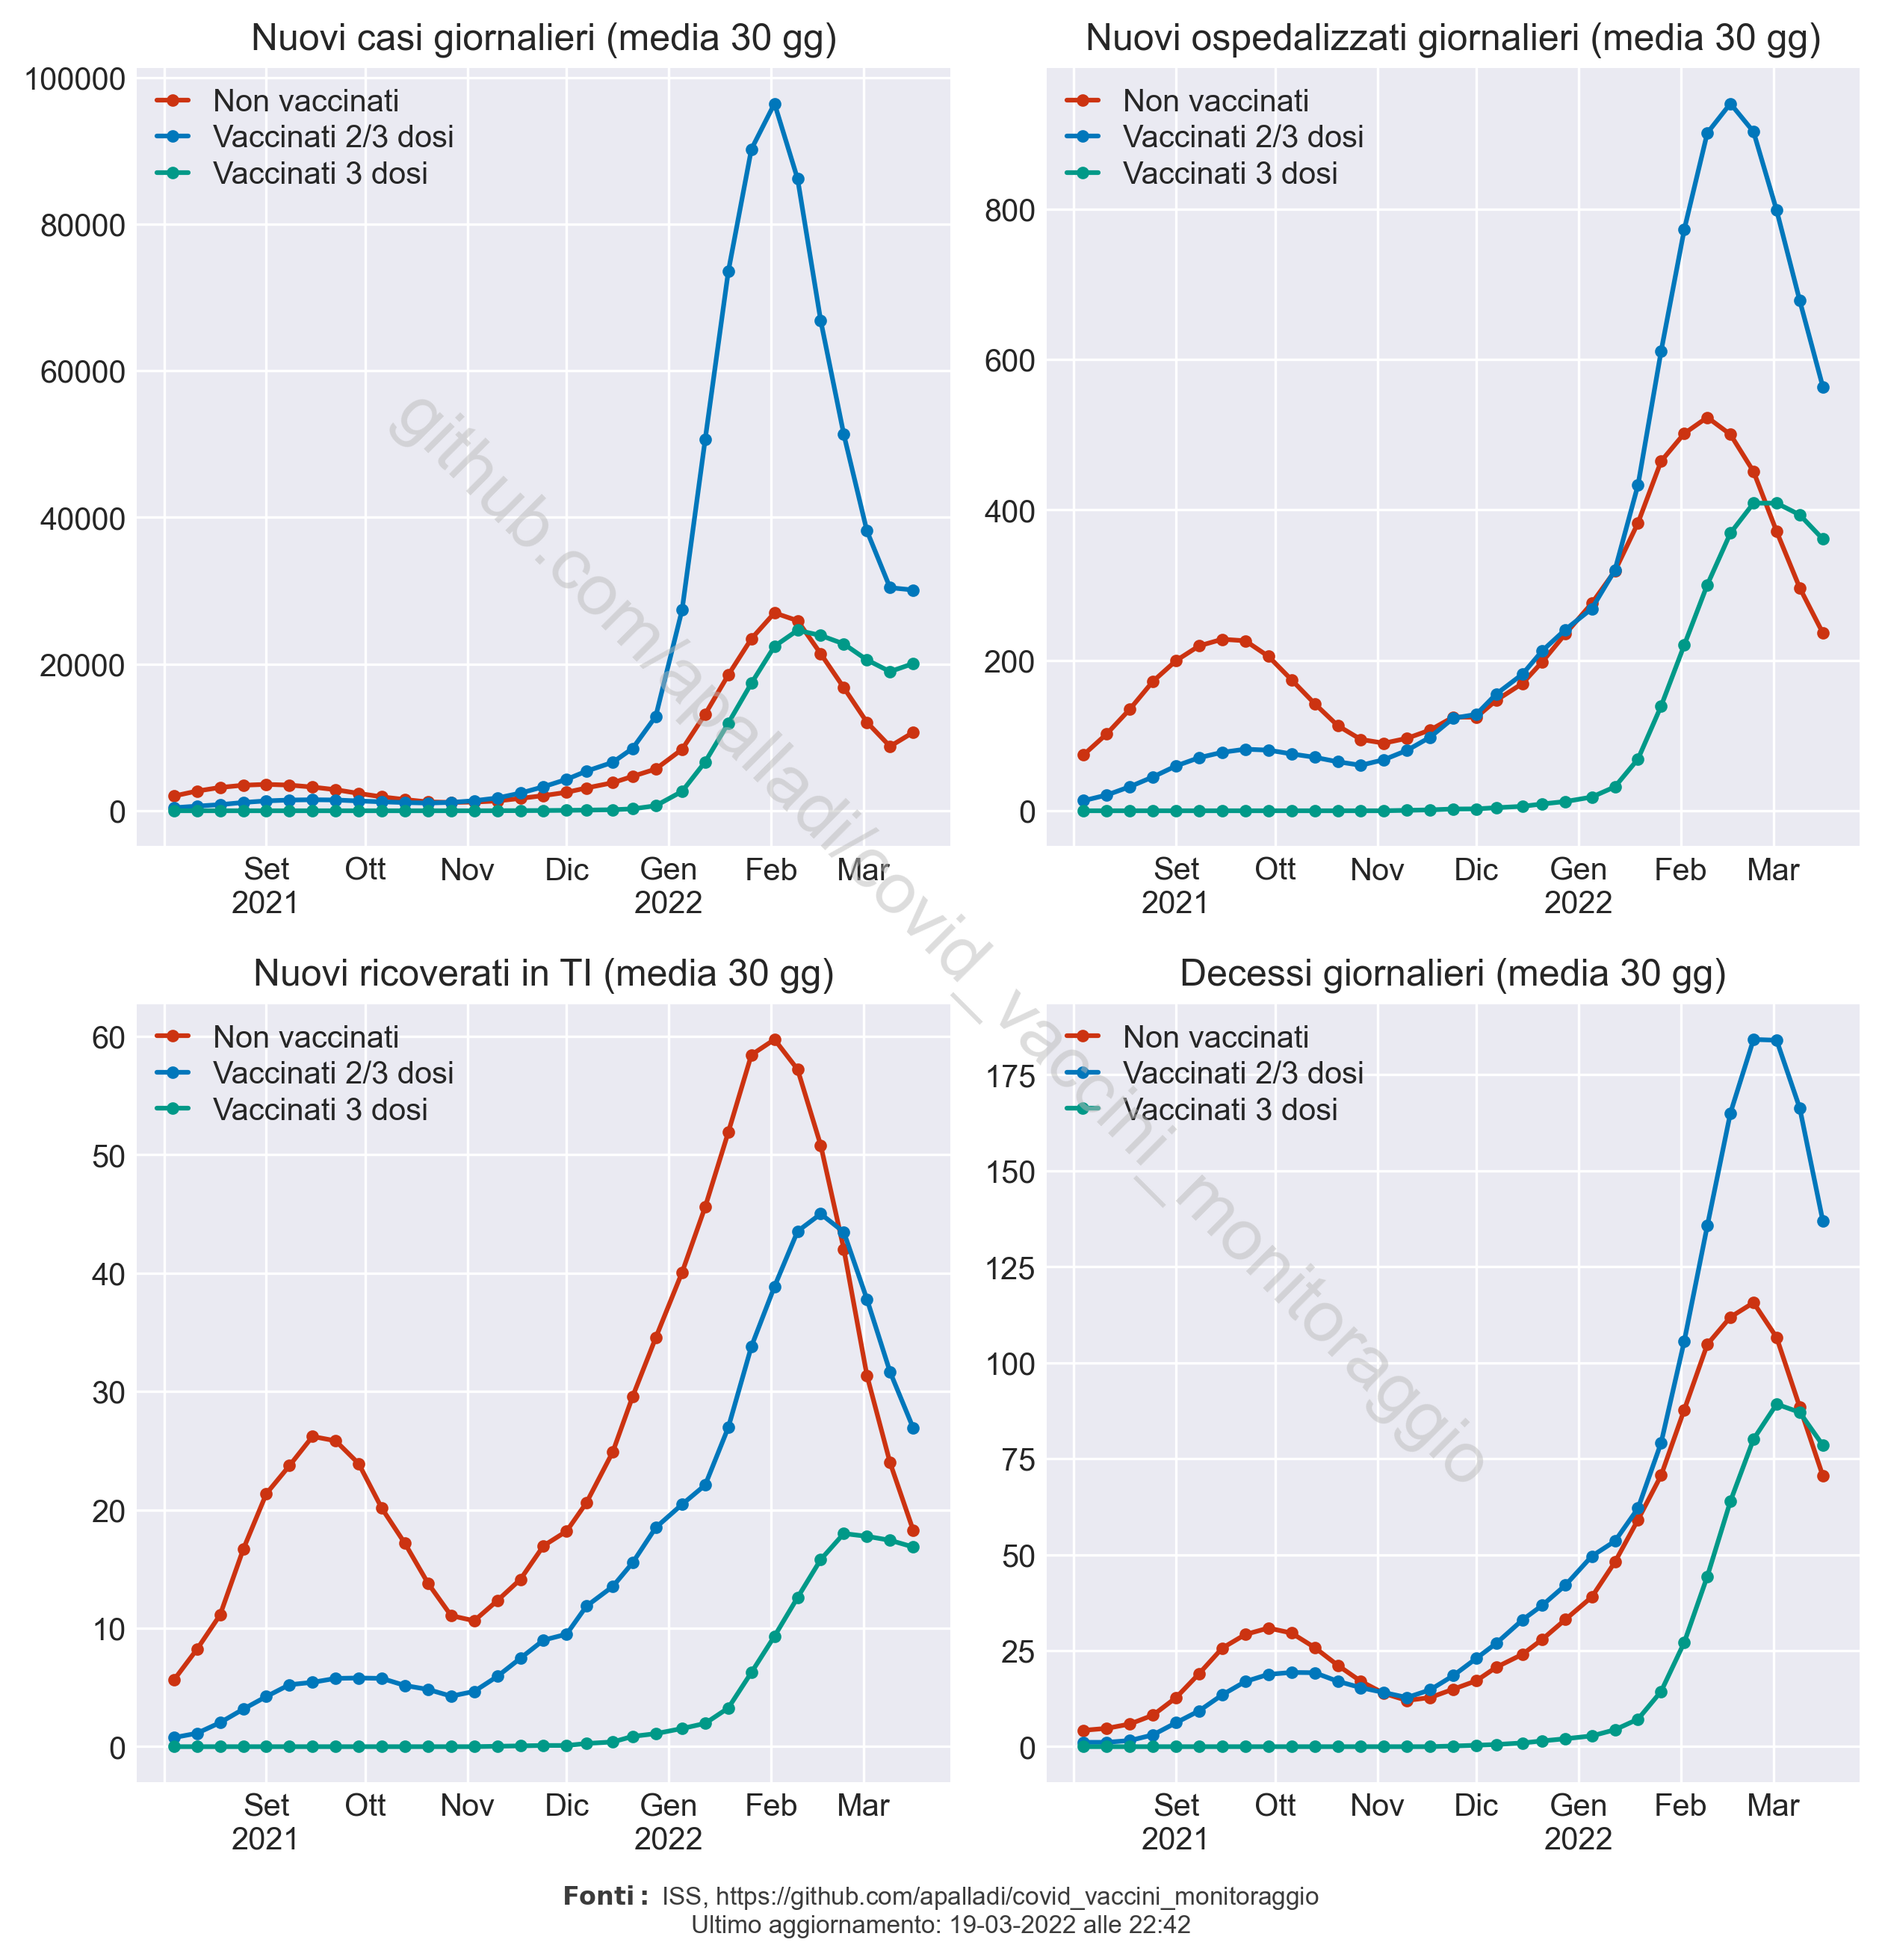 Nuovi casi giornalieri (media 30 gg)
100000
80000
60000
40000
20000
0
Non vaccinati
Vaccinati 2/3 dosi
Vaccinati 3 dosi
Set Ott Nov Dic Gen Feb Mar
2021 2022
Nuovi ospedalizzati giornalieri (media 30 gg)
800
600
400
200
0
Non vaccinati
Vaccinati 2/3 dosi
Vaccinati 3 dosi
Set Ott Nov Dic Gen Feb Mar
2021 2022
Nuovi ricoverati in TI (media 30 gg)
60
50
40
30
20
10
0
Non vaccinati
Vaccinati 2/3 dosi
Vaccinati 3 dosi
Set Ott Nov Dic Gen Feb Mar
2021 2022
Decessi giornalieri (media 30 gg)
175
150
125
100
75
50
25
0
Non vaccinati
Vaccinati 2/3 dosi
Vaccinati 3 dosi
Set Ott Nov Dic Gen Feb Mar
2021 2022
github.com/apalladi/covid_vaccini_monitoraggio
Fonti: ISS, https://github.com/apalladi/covid_vaccini_monitoraggio
Ultimo aggiornamento: 19-03-2022 alle 22:42